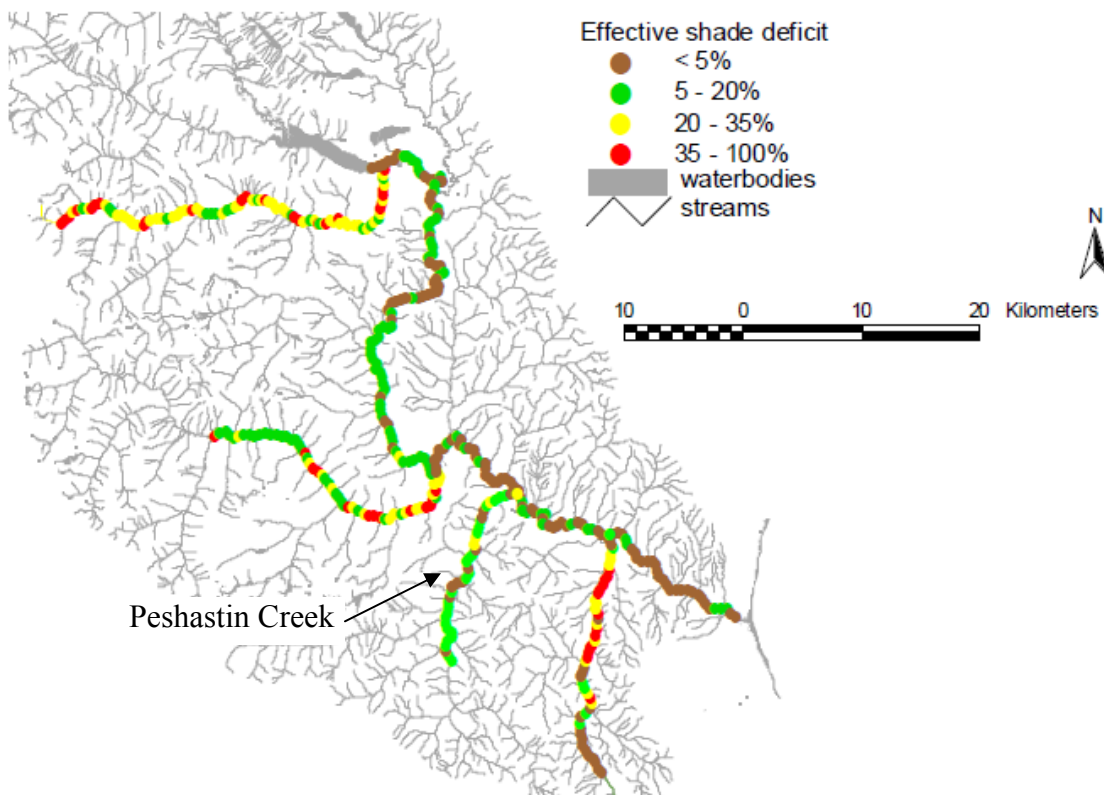 Effective shade deficit
< 5%
5 - 20%
20 - 35%
35 - 100%
waterbodies
streams
N
10 0 10 20 Kilometers
Peshastin Creek